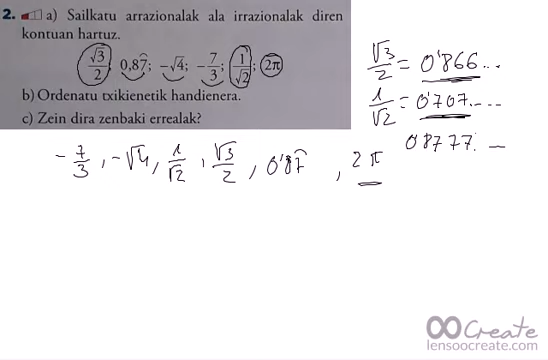 2. a) Sailkatu arrazionalak ala irrazionalak diren
kontuan hartuz.
√3/2; 0,87̂; -√4; -7/3; 1/√2; 2π
b) Ordenatu txikienetik handienera.
c) Zein dira zenbaki errealak?
√3/2 = 0'866...
1/√2 = 0'707....
0'8777...
-7/3, -√4, 1/√2, √3/2, 0'87̂, 2π
Create
lensoocreate.com